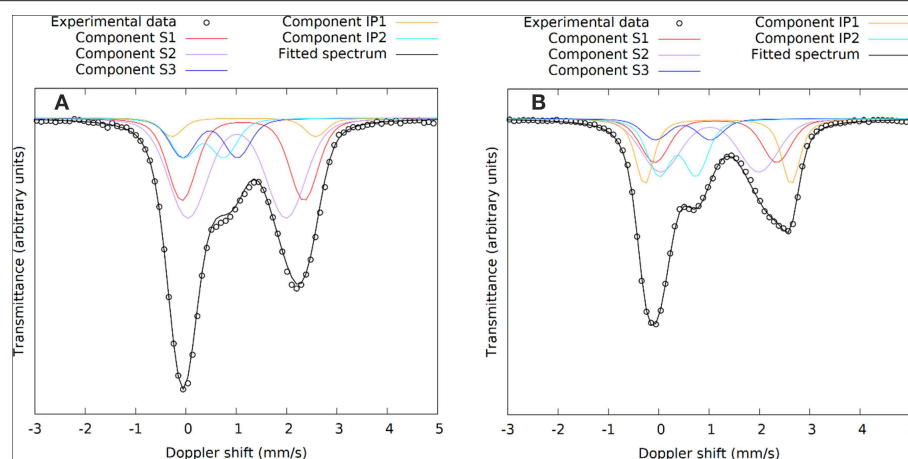 Experimental data
Component S1
Component S2
Component S3
Component IP1
Component IP2
Fitted spectrum
A
Transmittance (arbitrary units)
-3 -2 -1 0 1 2 3 4 5
Doppler shift (mm/s)
Experimental data
Component S1
Component S2
Component S3
Component IP1
Component IP2
Fitted spectrum
B
Transmittance (arbitrary units)
-3 -2 -1 0 1 2 3 4
Doppler shift (mm/s)